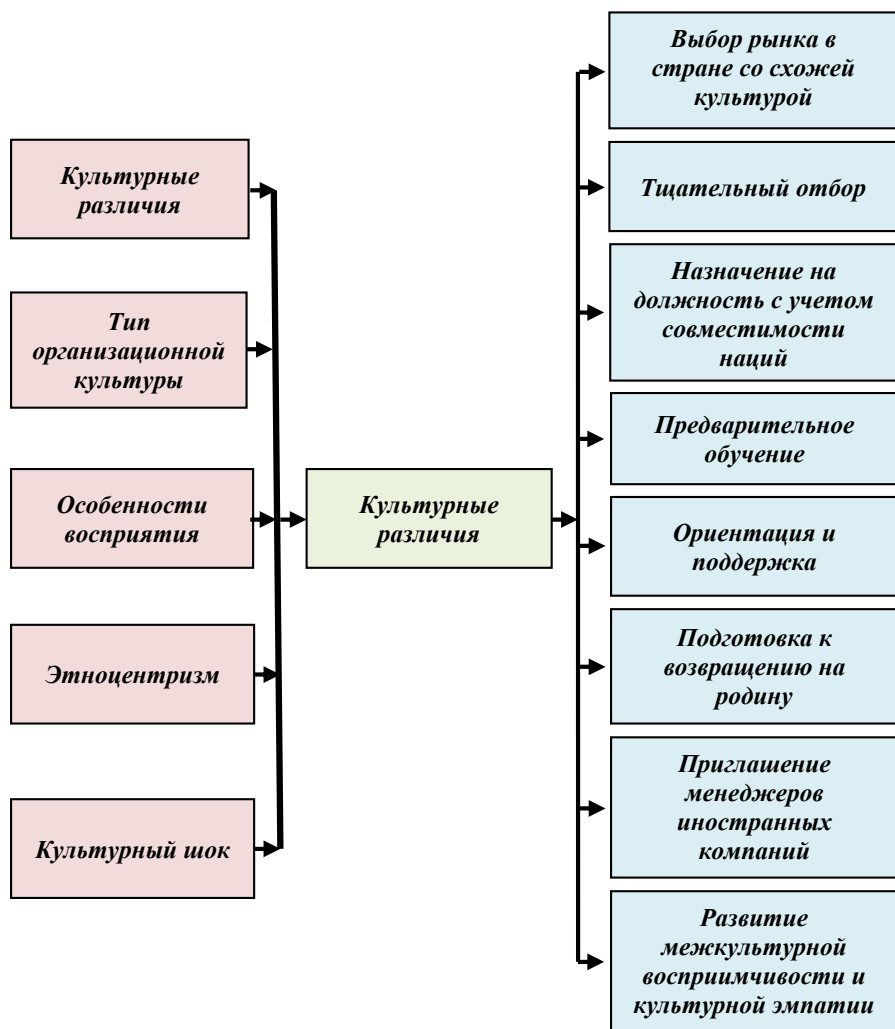 Культурные
различия
Тип
организационной
культуры
Особенности
восприятия
Этноцентризм
Культурный шок
Культурные
различия
Выбор рынка в
стране со схожей
культурой
Тщательный отбор
Назначение на
должность с учетом
совместимости
наций
Предварительное
обучение
Ориентация и
поддержка
Подготовка к
возвращению на
родину
Приглашение
менеджеров
иностранных
компаний
Развитие
межкультурной
восприимчивости и
культурной эмпатии